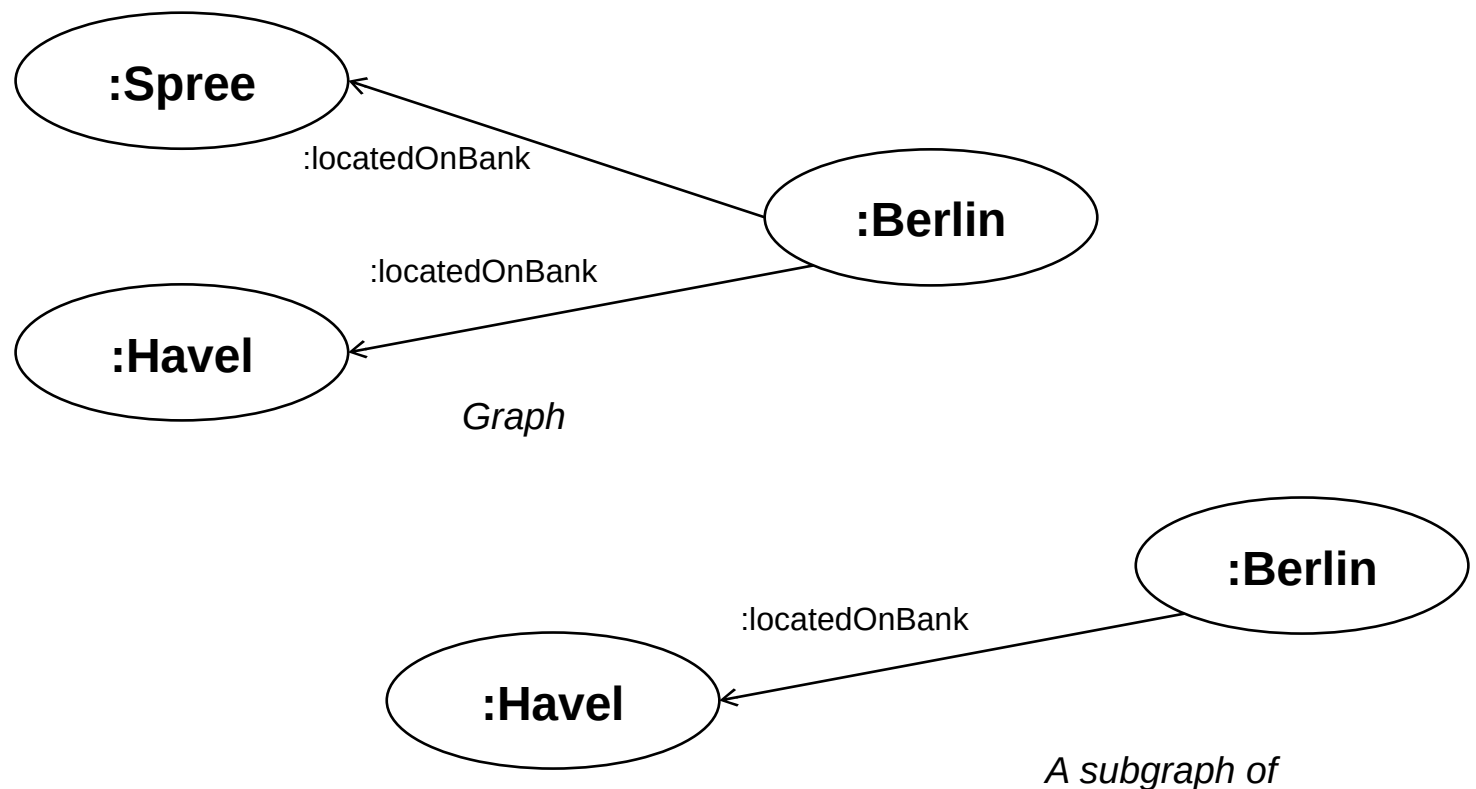 :Spree
:locatedOnBank
:Berlin
:locatedOnBank
:Havel
Graph
:Berlin
:locatedOnBank
:Havel
A subgraph of